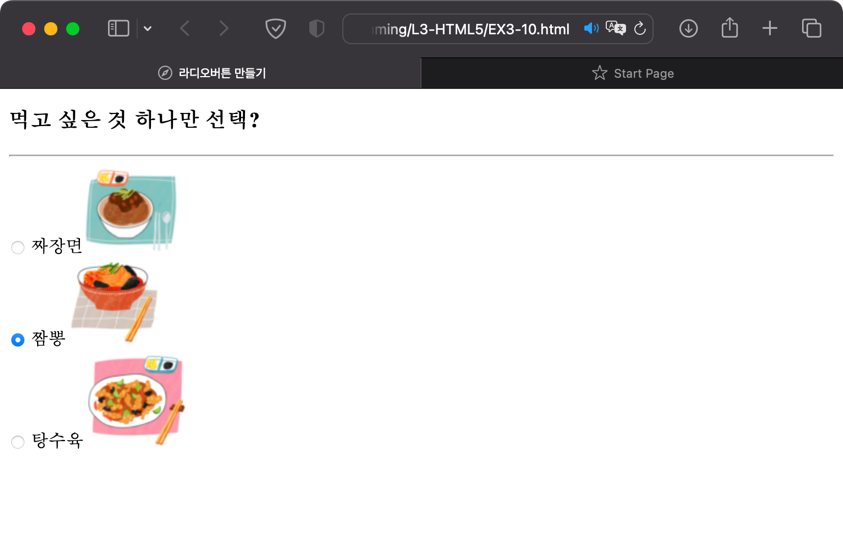 ming/L3-HTML5/EX3-10.html
라디오버튼 만들기
Start Page
먹고 싶은 것 하나만 선택?
짜장면
짬뽕
탕수육